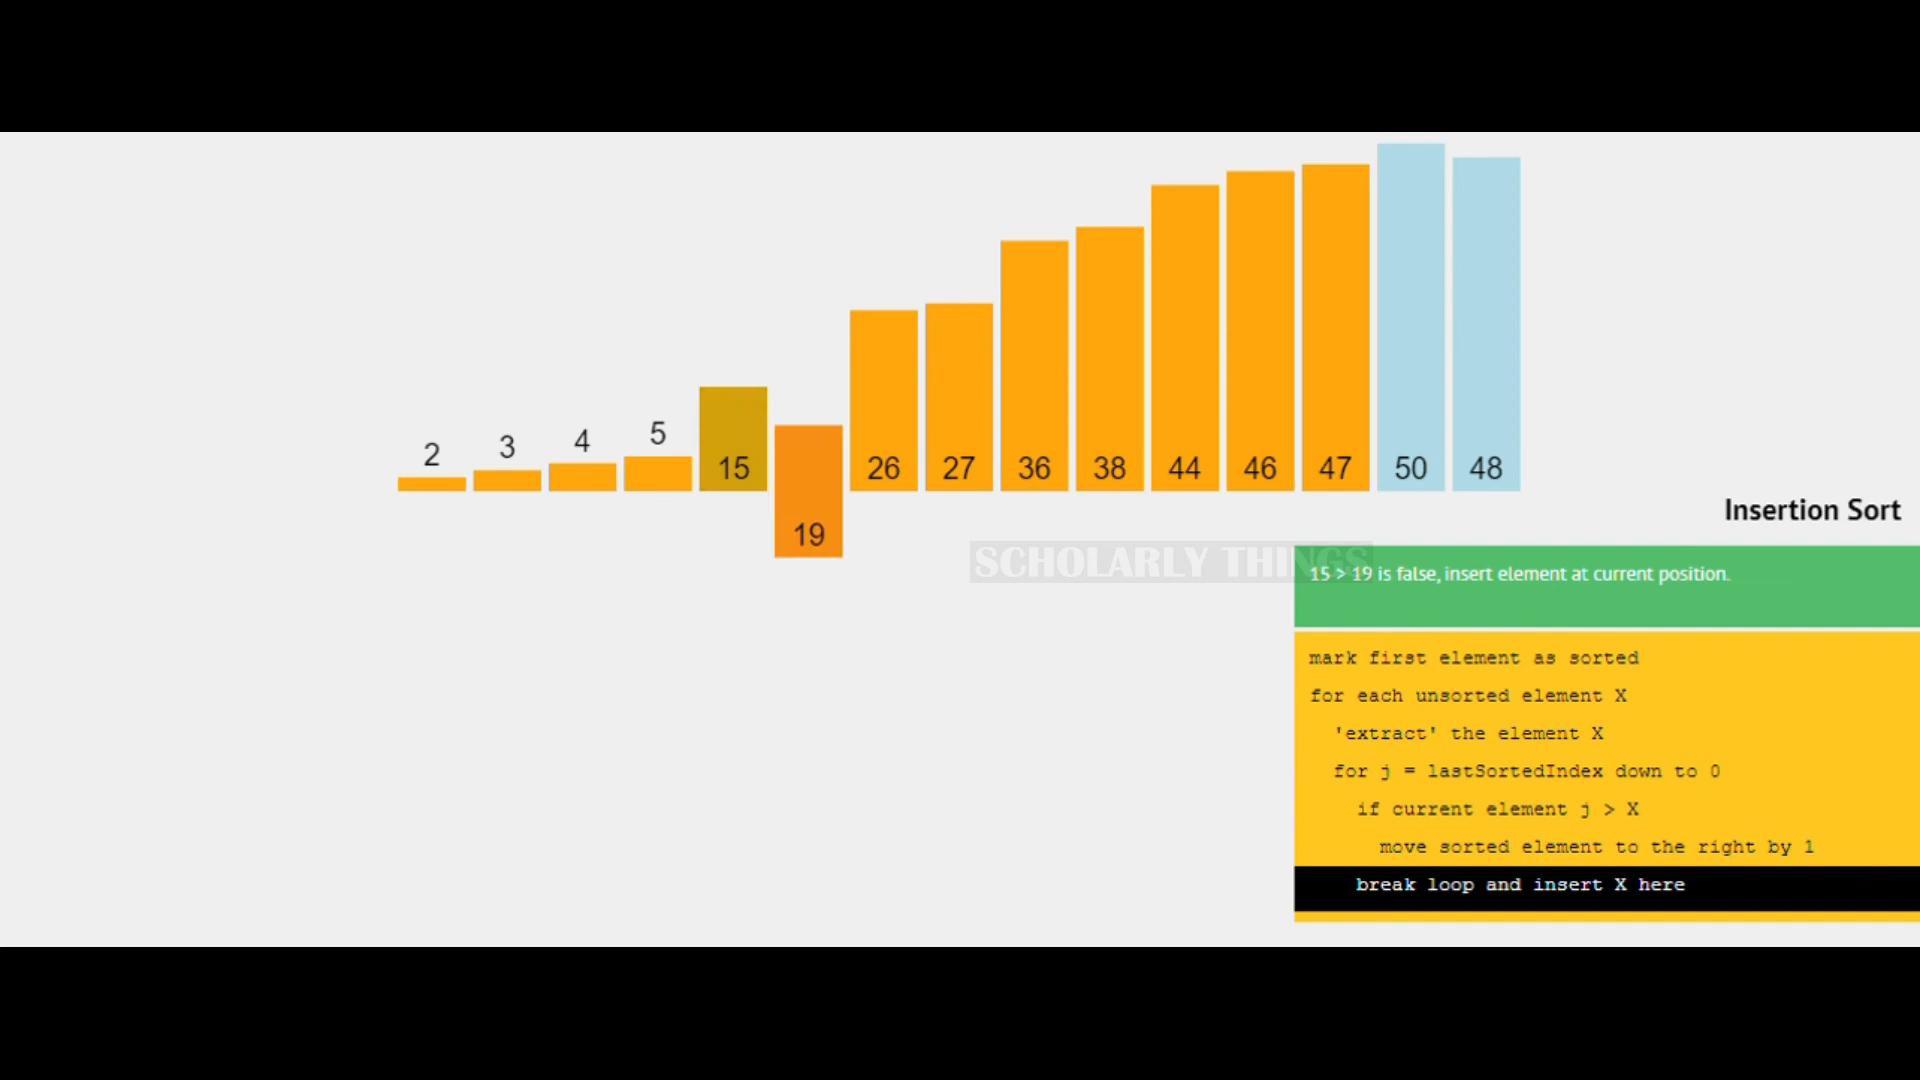 2 3 4 5 15 19 26 27 36 38 44 46 47 50 48
Insertion Sort
SCHOLARLY THINGS
15 > 19 is false, insert element at current position.
mark first element as sorted
for each unsorted element X
'extract' the element X
for j = lastSortedIndex down to 0
if current element j > X
move sorted element to the right by 1
break loop and insert X here